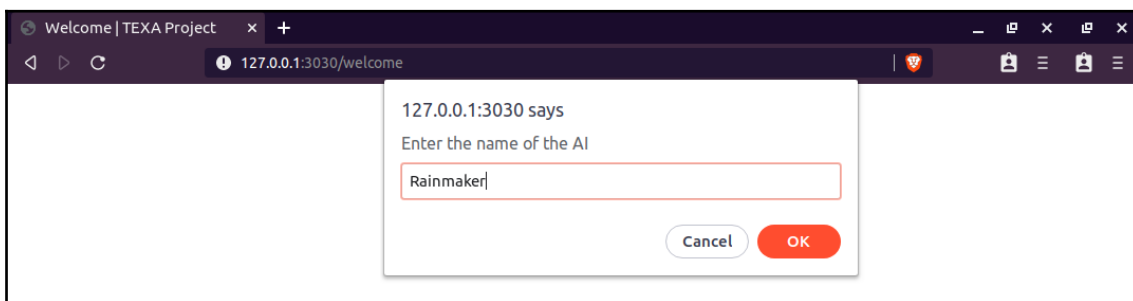 Welcome | TEXA Project
127.0.0.1:3030/welcome
127.0.0.1:3030 says
Enter the name of the AI
Rainmaker
Cancel OK